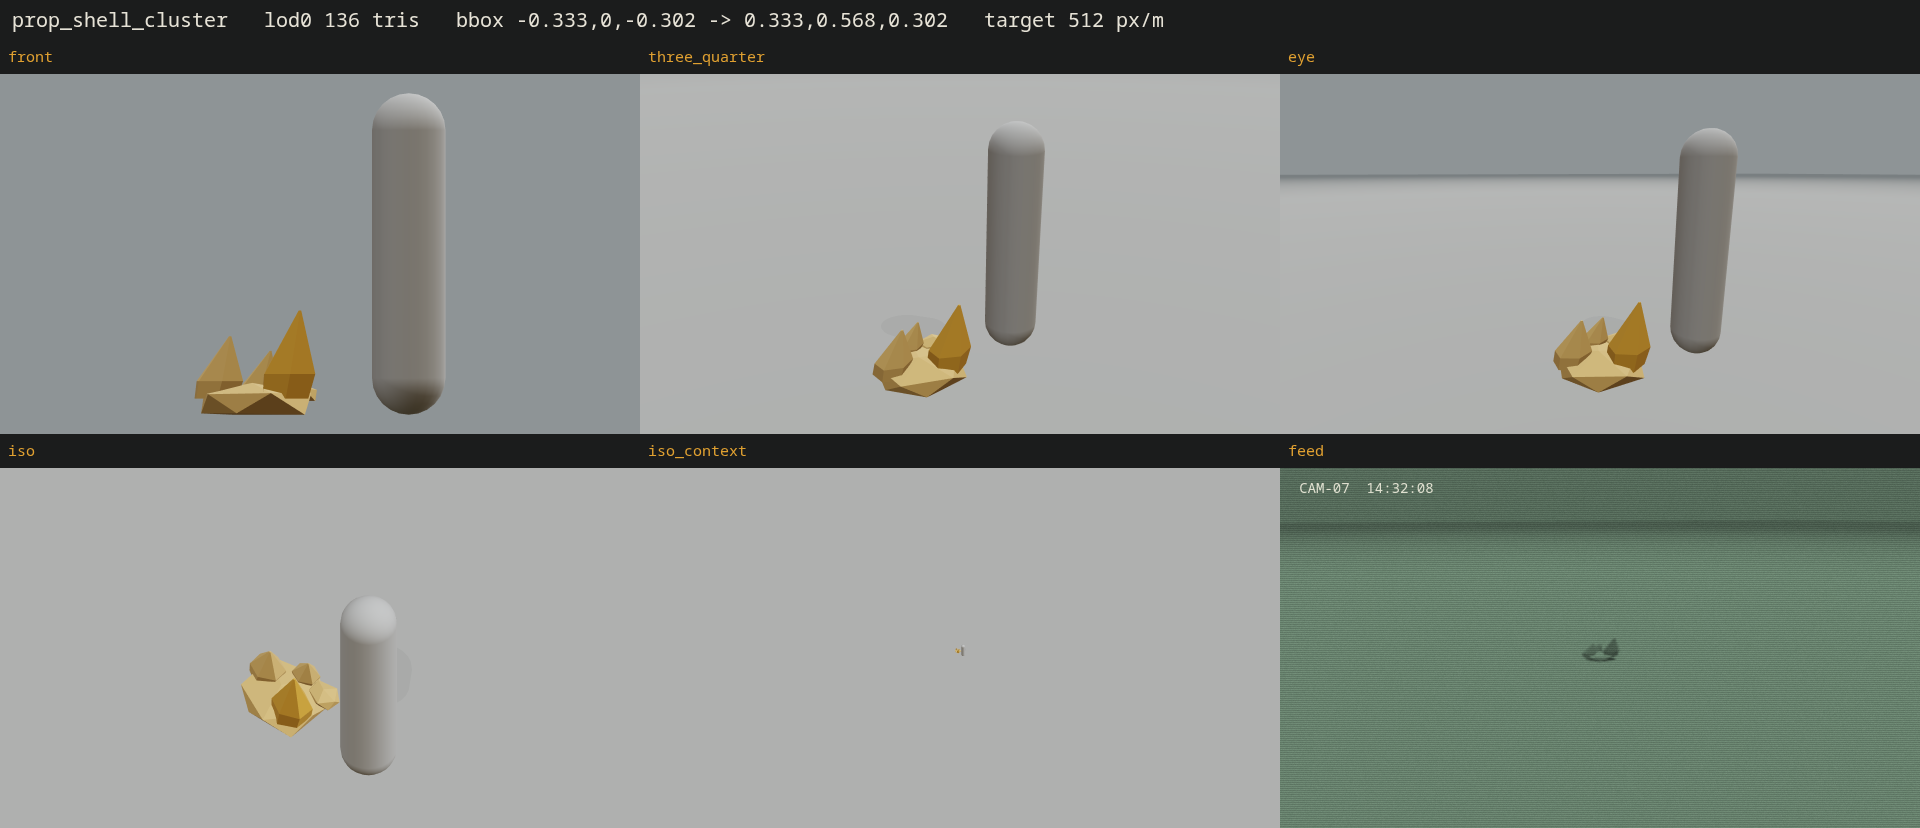 prop_shell_cluster   lod0 136 tris   bbox -0.333,0,-0.302 -> 0.333,0.568,0.302   target 512 px/m
front
three_quarter
eye
iso
iso_context
feed
CAM-07  14:32:08